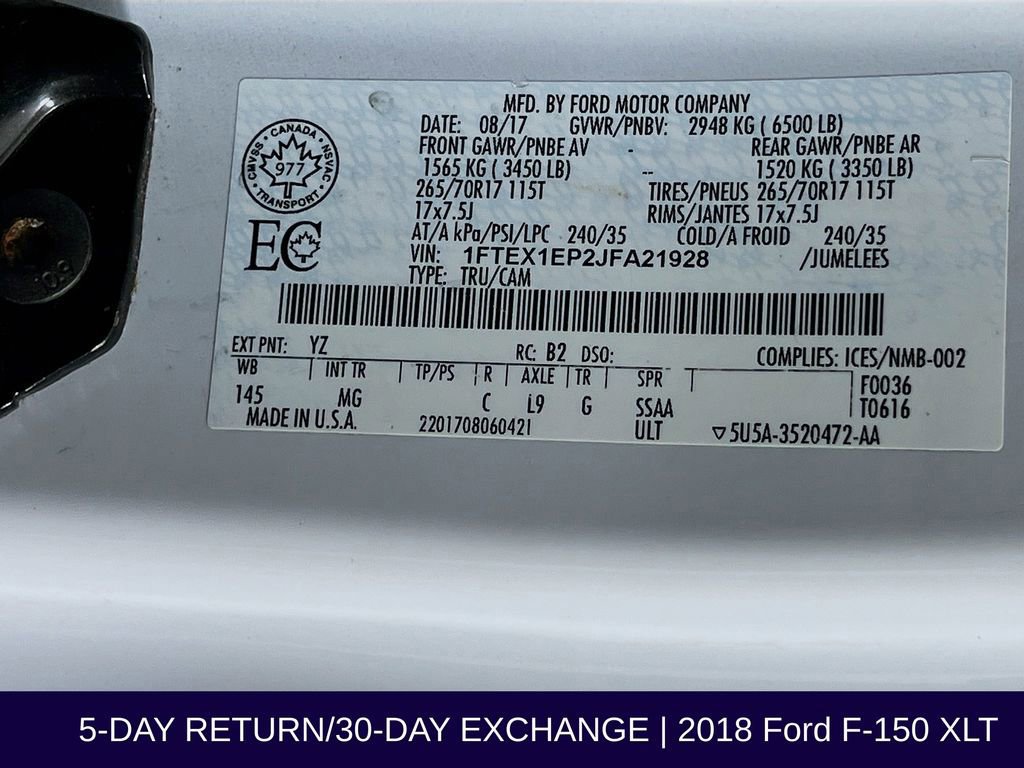 MFD. BY FORD MOTOR COMPANY
DATE: 08/17 GVWR/PNBV: 2948 KG ( 6500 LB)
FRONT GAWR/PNBE AV - REAR GAWR/PNBE AR
1565 KG ( 3450 LB) -- 1520 KG ( 3350 LB)
265/70R17 115T TIRES/PNEUS 265/70R17 115T
17x7.5J RIMS/JANTES 17x7.5J
AT/A kPa/PSI/LPC 240/35 COLD/A FROID 240/35
VIN: 1FTEX1EP2JFA21928 /JUMELEES
TYPE: TRU/CAM
CANADA
CMVSS 977 NSVAC
TRANSPORT
EC
EXT PNT: YZ RC: B2 DSO: COMPLIES: ICES/NMB-002
WB INT TR TP/PS R AXLE TR SPR F0036
145 MG C L9 G SSAA T0616
MADE IN U.S.A. 220170806042I ULT ▽5U5A-3520472-AA
5-DAY RETURN/30-DAY EXCHANGE | 2018 Ford F-150 XLT